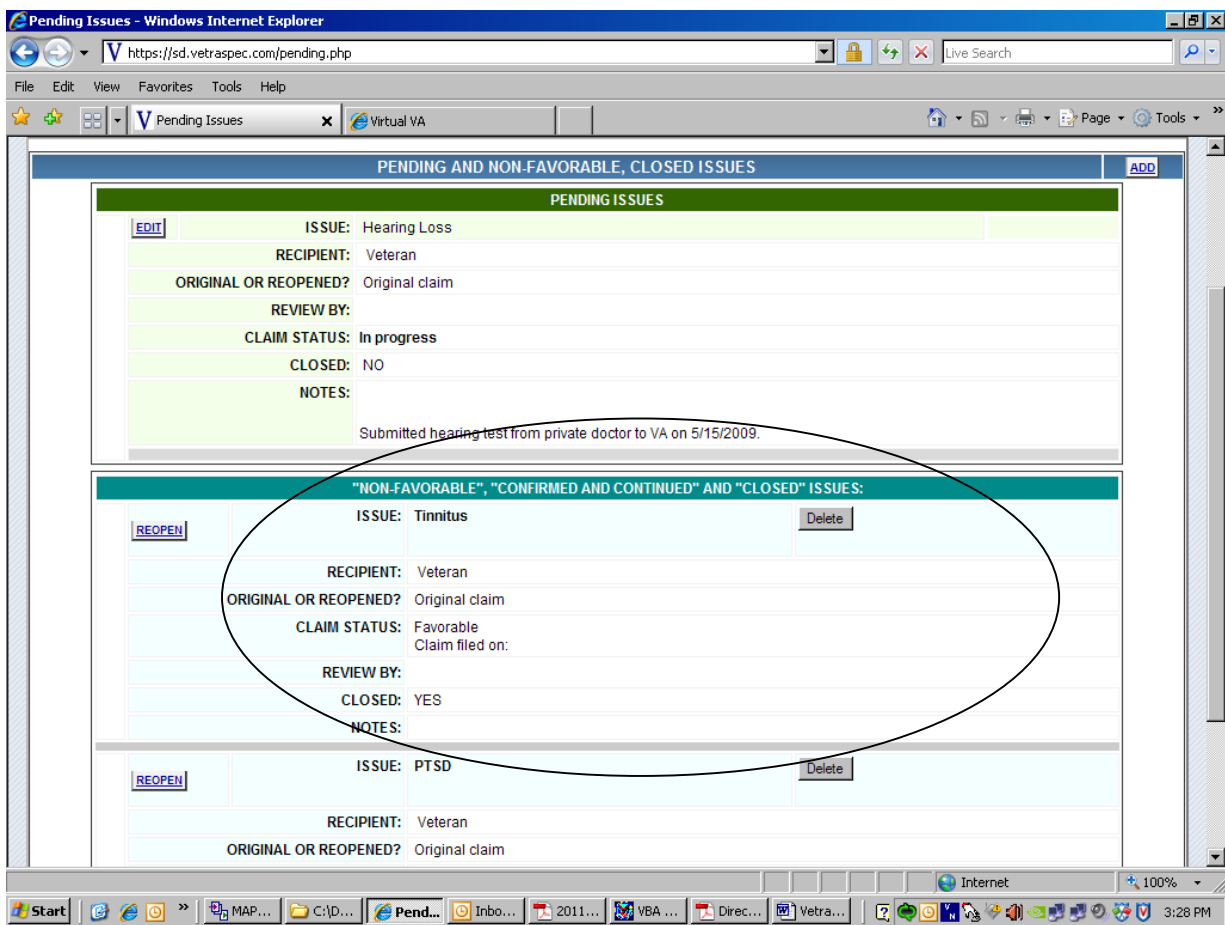 Pending Issues - Windows Internet Explorer
https://sd.vetraspec.com/pending.php
Live Search
File Edit View Favorites Tools Help
Pending Issues
Virtual VA
Page
Tools
PENDING AND NON-FAVORABLE, CLOSED ISSUES
ADD
PENDING ISSUES
EDIT ISSUE: Hearing Loss
RECIPIENT: Veteran
ORIGINAL OR REOPENED? Original claim
REVIEW BY:
CLAIM STATUS: In progress
CLOSED: NO
NOTES:
Submitted hearing test from private doctor to VA on 5/15/2009.
"NON-FAVORABLE", "CONFIRMED AND CONTINUED" AND "CLOSED" ISSUES:
REOPEN ISSUE: Tinnitus Delete
RECIPIENT: Veteran
ORIGINAL OR REOPENED? Original claim
CLAIM STATUS: Favorable
Claim filed on:
REVIEW BY:
CLOSED: YES
NOTES:
REOPEN ISSUE: PTSD Delete
RECIPIENT: Veteran
ORIGINAL OR REOPENED? Original claim
Internet 100%
Start MAP... C:\D... Pend... Inbo... 2011... VBA ... Direc... Vetra... 3:28 PM